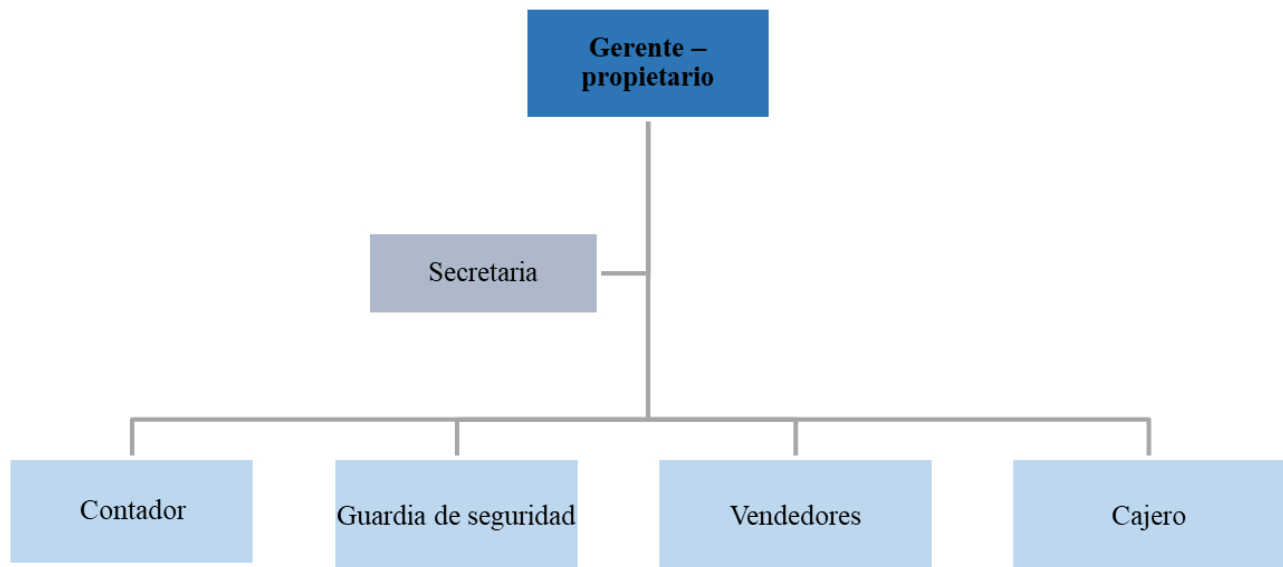 Gerente –
propietario
Secretaria
Contador
Guardia de seguridad
Vendedores
Cajero